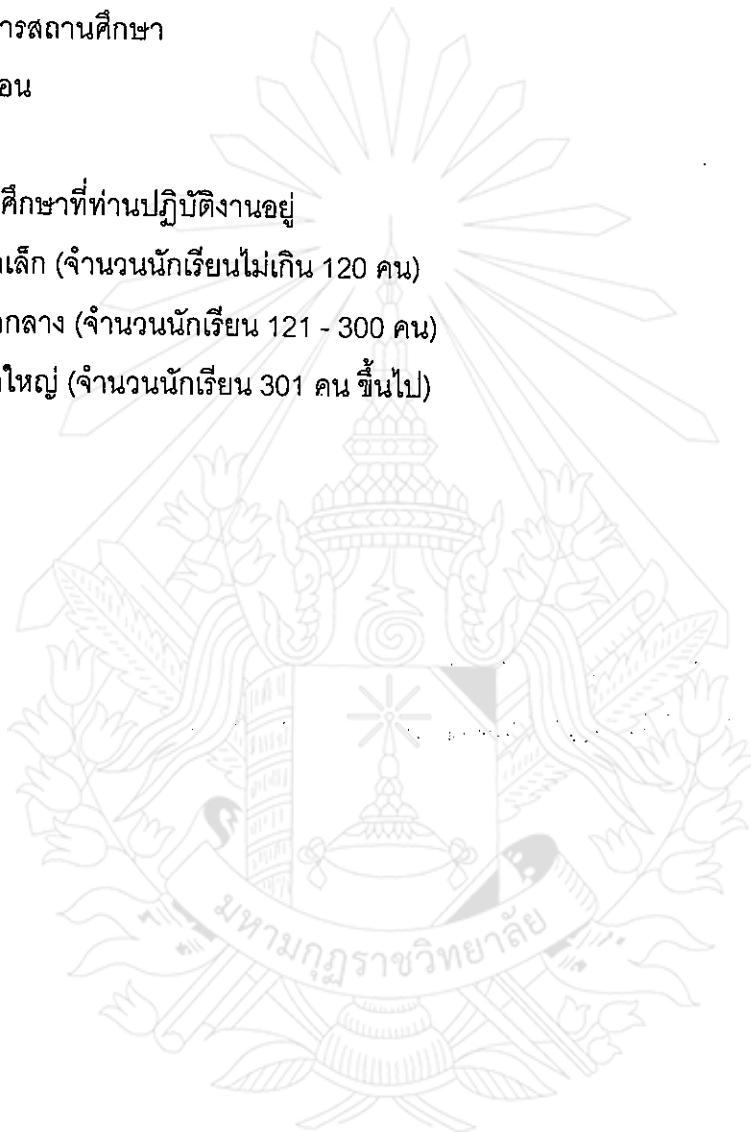 ารสถานศึกษา
อน
ศึกษาที่ท่านปฏิบัติงานอยู่
เล็ก (จำนวนนักเรียนไม่เกิน 120 คน)
กลาง (จำนวนนักเรียน 121 - 300 คน)
ใหญ่ (จำนวนนักเรียน 301 คน ขึ้นไป)
มหามกุฏราชวิทยาลัย